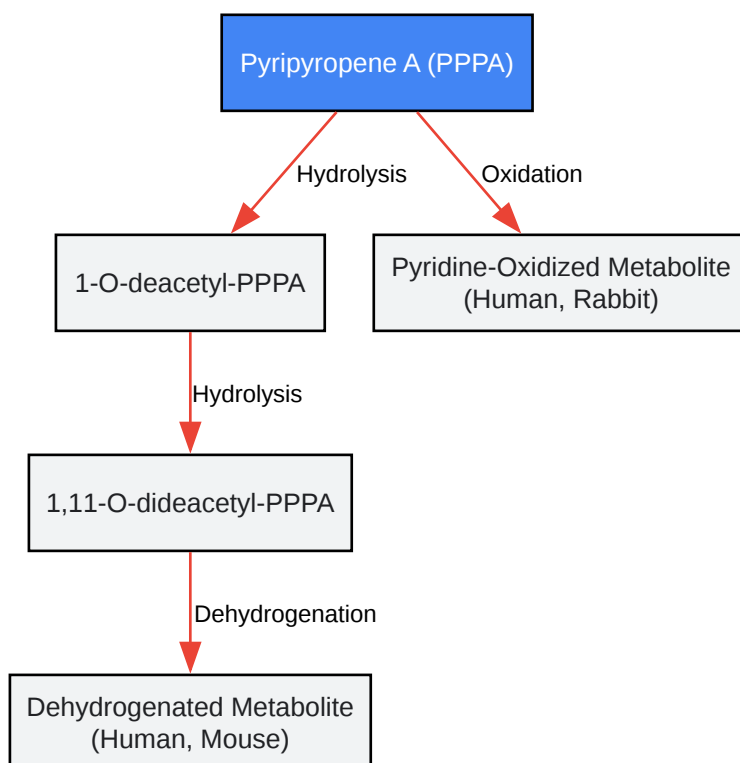 Pyripyropene A (PPPA)
Hydrolysis
Oxidation
1-O-deacetyl-PPPA
Pyridine-Oxidized Metabolite
(Human, Rabbit)
Hydrolysis
1,11-O-dideacetyl-PPPA
Dehydrogenation
Dehydrogenated Metabolite
(Human, Mouse)